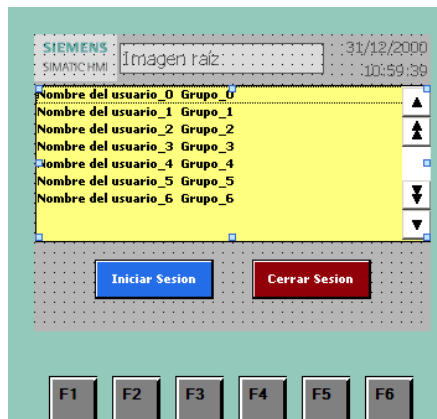 SIEMENS
SIMATIC HMI
Imagen raíz:
31/12/2000
10:59:39
Nombre del usuario_0 Grupo_0
Nombre del usuario_1 Grupo_1
Nombre del usuario_2 Grupo_2
Nombre del usuario_3 Grupo_3
Nombre del usuario_4 Grupo_4
Nombre del usuario_5 Grupo_5
Nombre del usuario_6 Grupo_6
Iniciar Sesion
Cerrar Sesion
F1 F2 F3 F4 F5 F6